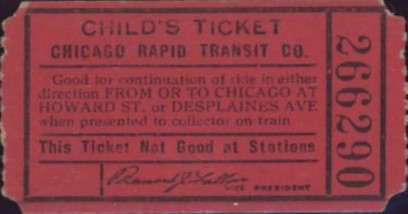 CHILD'S TICKET
CHICAGO RAPID TRANSIT CO.
Good for continuation of ride in either
direction FROM OR TO CHICAGO AT
HOWARD ST. or DESPLAINES AVE
when presented to collector on train
This Ticket Not Good at Stations
VICE PRESIDENT
266290